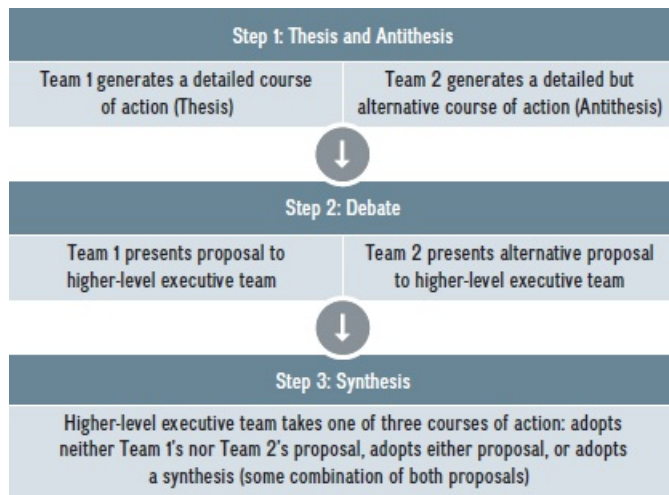 Step 1: Thesis and Antithesis
Team 1 generates a detailed course
of action (Thesis)
Team 2 generates a detailed but
alternative course of action (Antithesis)
Step 2: Debate
Team 1 presents proposal to
higher-level executive team
Team 2 presents alternative proposal
to higher-level executive team
Step 3: Synthesis
Higher-level executive team takes one of three courses of action: adopts
neither Team 1's nor Team 2's proposal, adopts either proposal, or adopts
a synthesis (some combination of both proposals)